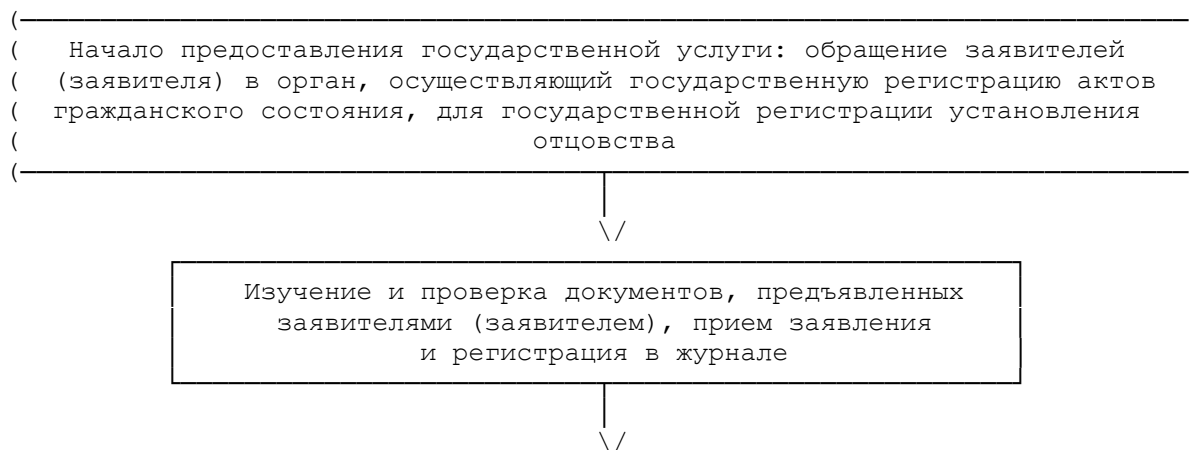 Начало предоставления государственной услуги: обращение заявителей
(заявителя) в орган, осуществляющий государственную регистрацию актов
гражданского состояния, для государственной регистрации установления
отцовства
Изучение и проверка документов, предъявленных
заявителями (заявителем), прием заявления
и регистрация в журнале